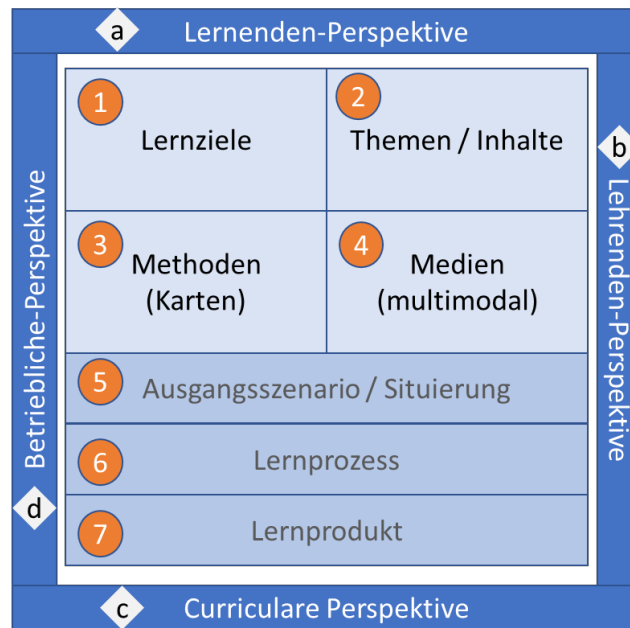 a
Lernenden-Perspektive
1
Lernziele
2
Themen / Inhalte
b
Lehrenden-Perspektive
3
Methoden
(Karten)
4
Medien
(multimodal)
5
Ausgangsszenario / Situierung
6
Lernprozess
7
Lernprodukt
Betriebliche-Perspektive
d
c
Curriculare Perspektive